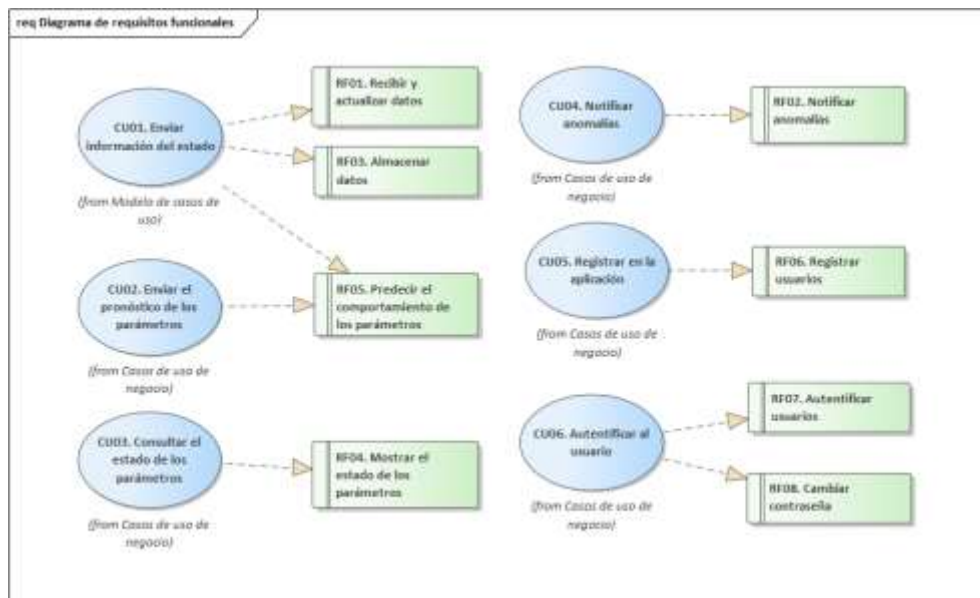 req Diagrama de requisitos funcionales
CU01. Enviar
información del estado
(from Modelo de casos de
uso)
RF01. Recibir y
actualizar datos
RF03. Almacenar
datos
CU02. Enviar el
pronóstico de los
parámetros
(from Casos de uso de
negocio)
RF05. Predecir el
comportamiento de
los parámetros
CU03. Consultar el
estado de los
parámetros
(from Casos de uso de
negocio)
RF04. Mostrar el
estado de los
parámetros
CU04. Notificar
anomalías
(from Casos de uso de
negocio)
RF02. Notificar
anomalías
CU05. Registrar en la
aplicación
(from Casos de uso de
negocio)
RF06. Registrar
usuarios
CU06. Autentificar al
usuario
(from Casos de uso de
negocio)
RF07. Autentificar
usuarios
RF08. Cambiar
contraseña